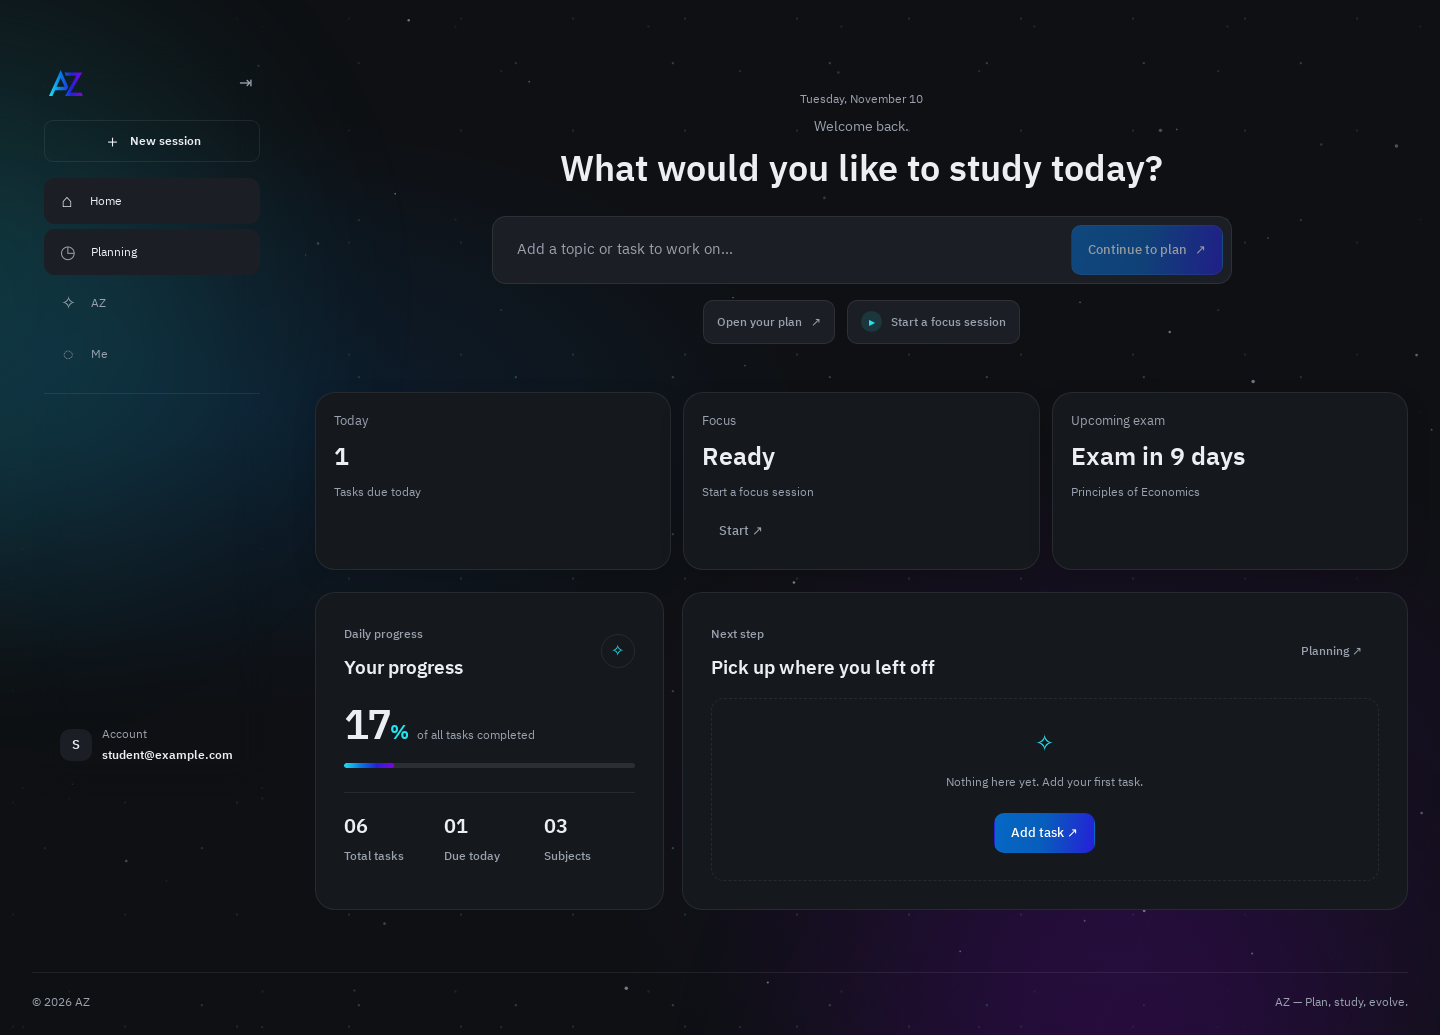 AZ
New session
Home
Planning
AZ
Me
Account
S
student@example.com
Tuesday, November 10
Welcome back.
What would you like to study today?
Add a topic or task to work on...
Continue to plan ↗
Open your plan ↗
Start a focus session
Today
1
Tasks due today
Focus
Ready
Start a focus session
Start ↗
Upcoming exam
Exam in 9 days
Principles of Economics
Daily progress
Your progress
17% of all tasks completed
06 01 03
Total tasks Due today Subjects
Next step
Pick up where you left off
Planning ↗
Nothing here yet. Add your first task.
Add task ↗
© 2026 AZ
AZ — Plan, study, evolve.